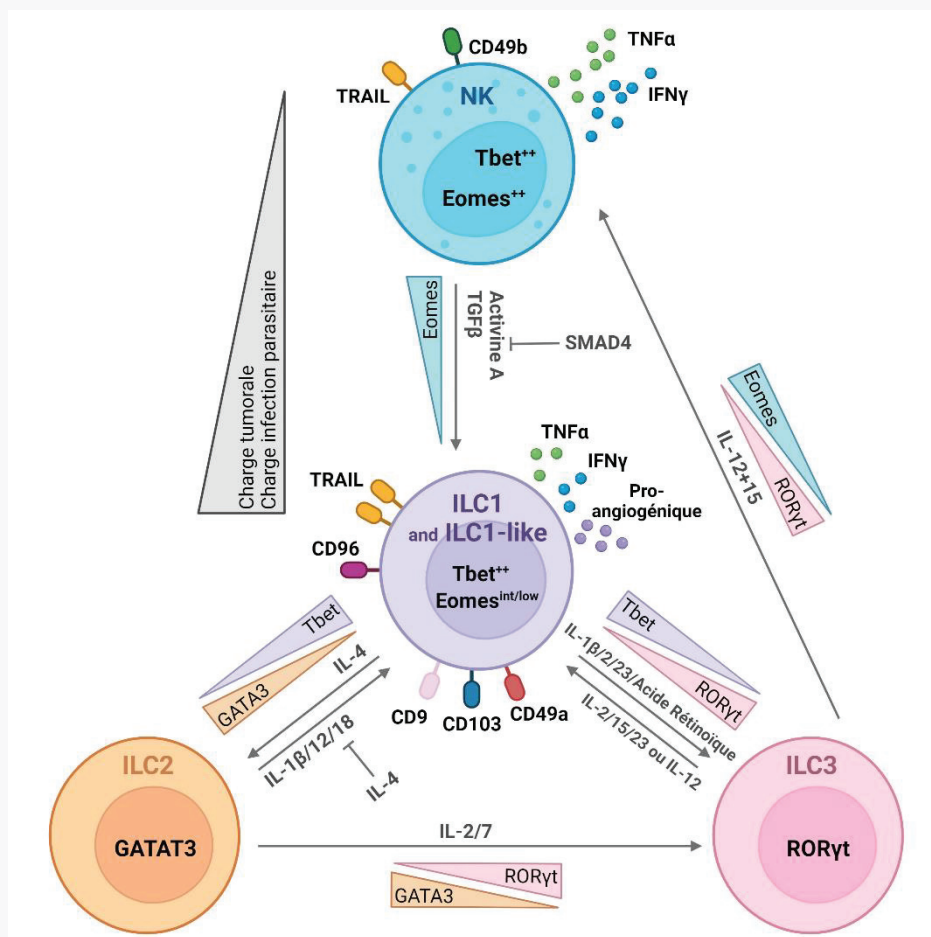 CD49b
TNFα
TRAIL
NK
IFNγ
Tbet++
Eomes++
Charge tumorale
Charge infection parasitaire
Eomes
Activine A
TGFβ
SMAD4
Eomes
RORγt
IL-12+15
TNFα
IFNγ
Pro-
angiogénique
TRAIL
ILC1
and ILC1-like
CD96
Tbet++
Eomesint/low
Tbet
GATA3
IL-4
IL-1β/12/18
IL-4
CD9
CD103
CD49a
Tbet
RORγt
IL-1β/2/23/Acide Rétinoïque
IL-2/15/23 ou IL-12
ILC2
GATAT3
ILC3
RORγt
IL-2/7
RORγt
GATA3